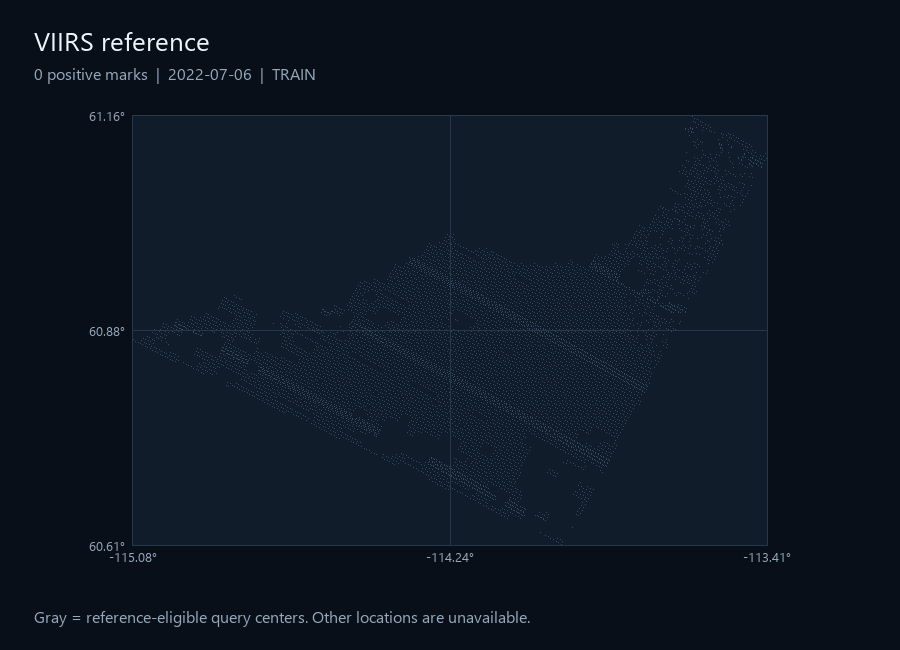 VIIRS reference
0 positive marks | 2022-07-06 | TRAIN
61.16°
60.88°
60.61°
-115.08°
-114.24°
-113.41°
Gray = reference-eligible query centers. Other locations are unavailable.